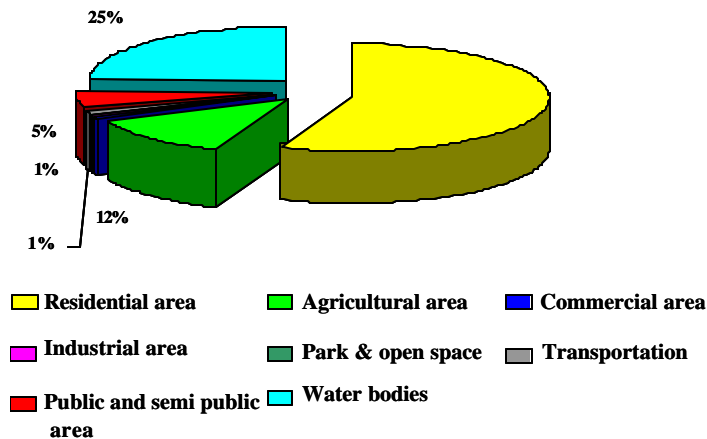 25%
5%
1%
12%
1%
Residential area
Agricultural area
Commercial area
Industrial area
Park & open space
Transportation
Public and semi public
area
Water bodies